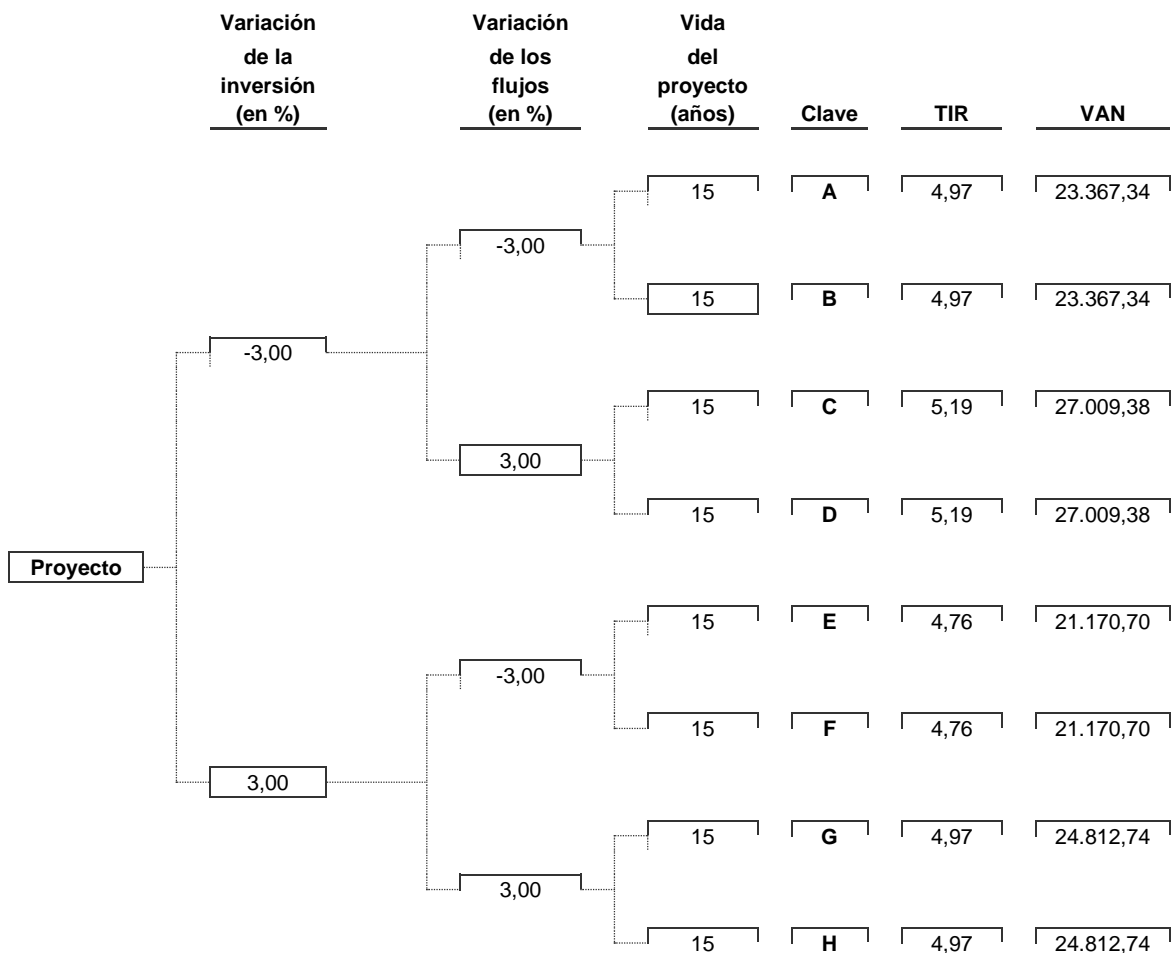 Variación Variación Vida
de la de los del
inversión flujos proyecto
(en %) (en %) (años) Clave TIR VAN
15 A 4,97 23.367,34
-3,00
15 B 4,97 23.367,34
-3,00
15 C 5,19 27.009,38
3,00
15 D 5,19 27.009,38
Proyecto
15 E 4,76 21.170,70
-3,00
15 F 4,76 21.170,70
3,00
15 G 4,97 24.812,74
3,00
15 H 4,97 24.812,74